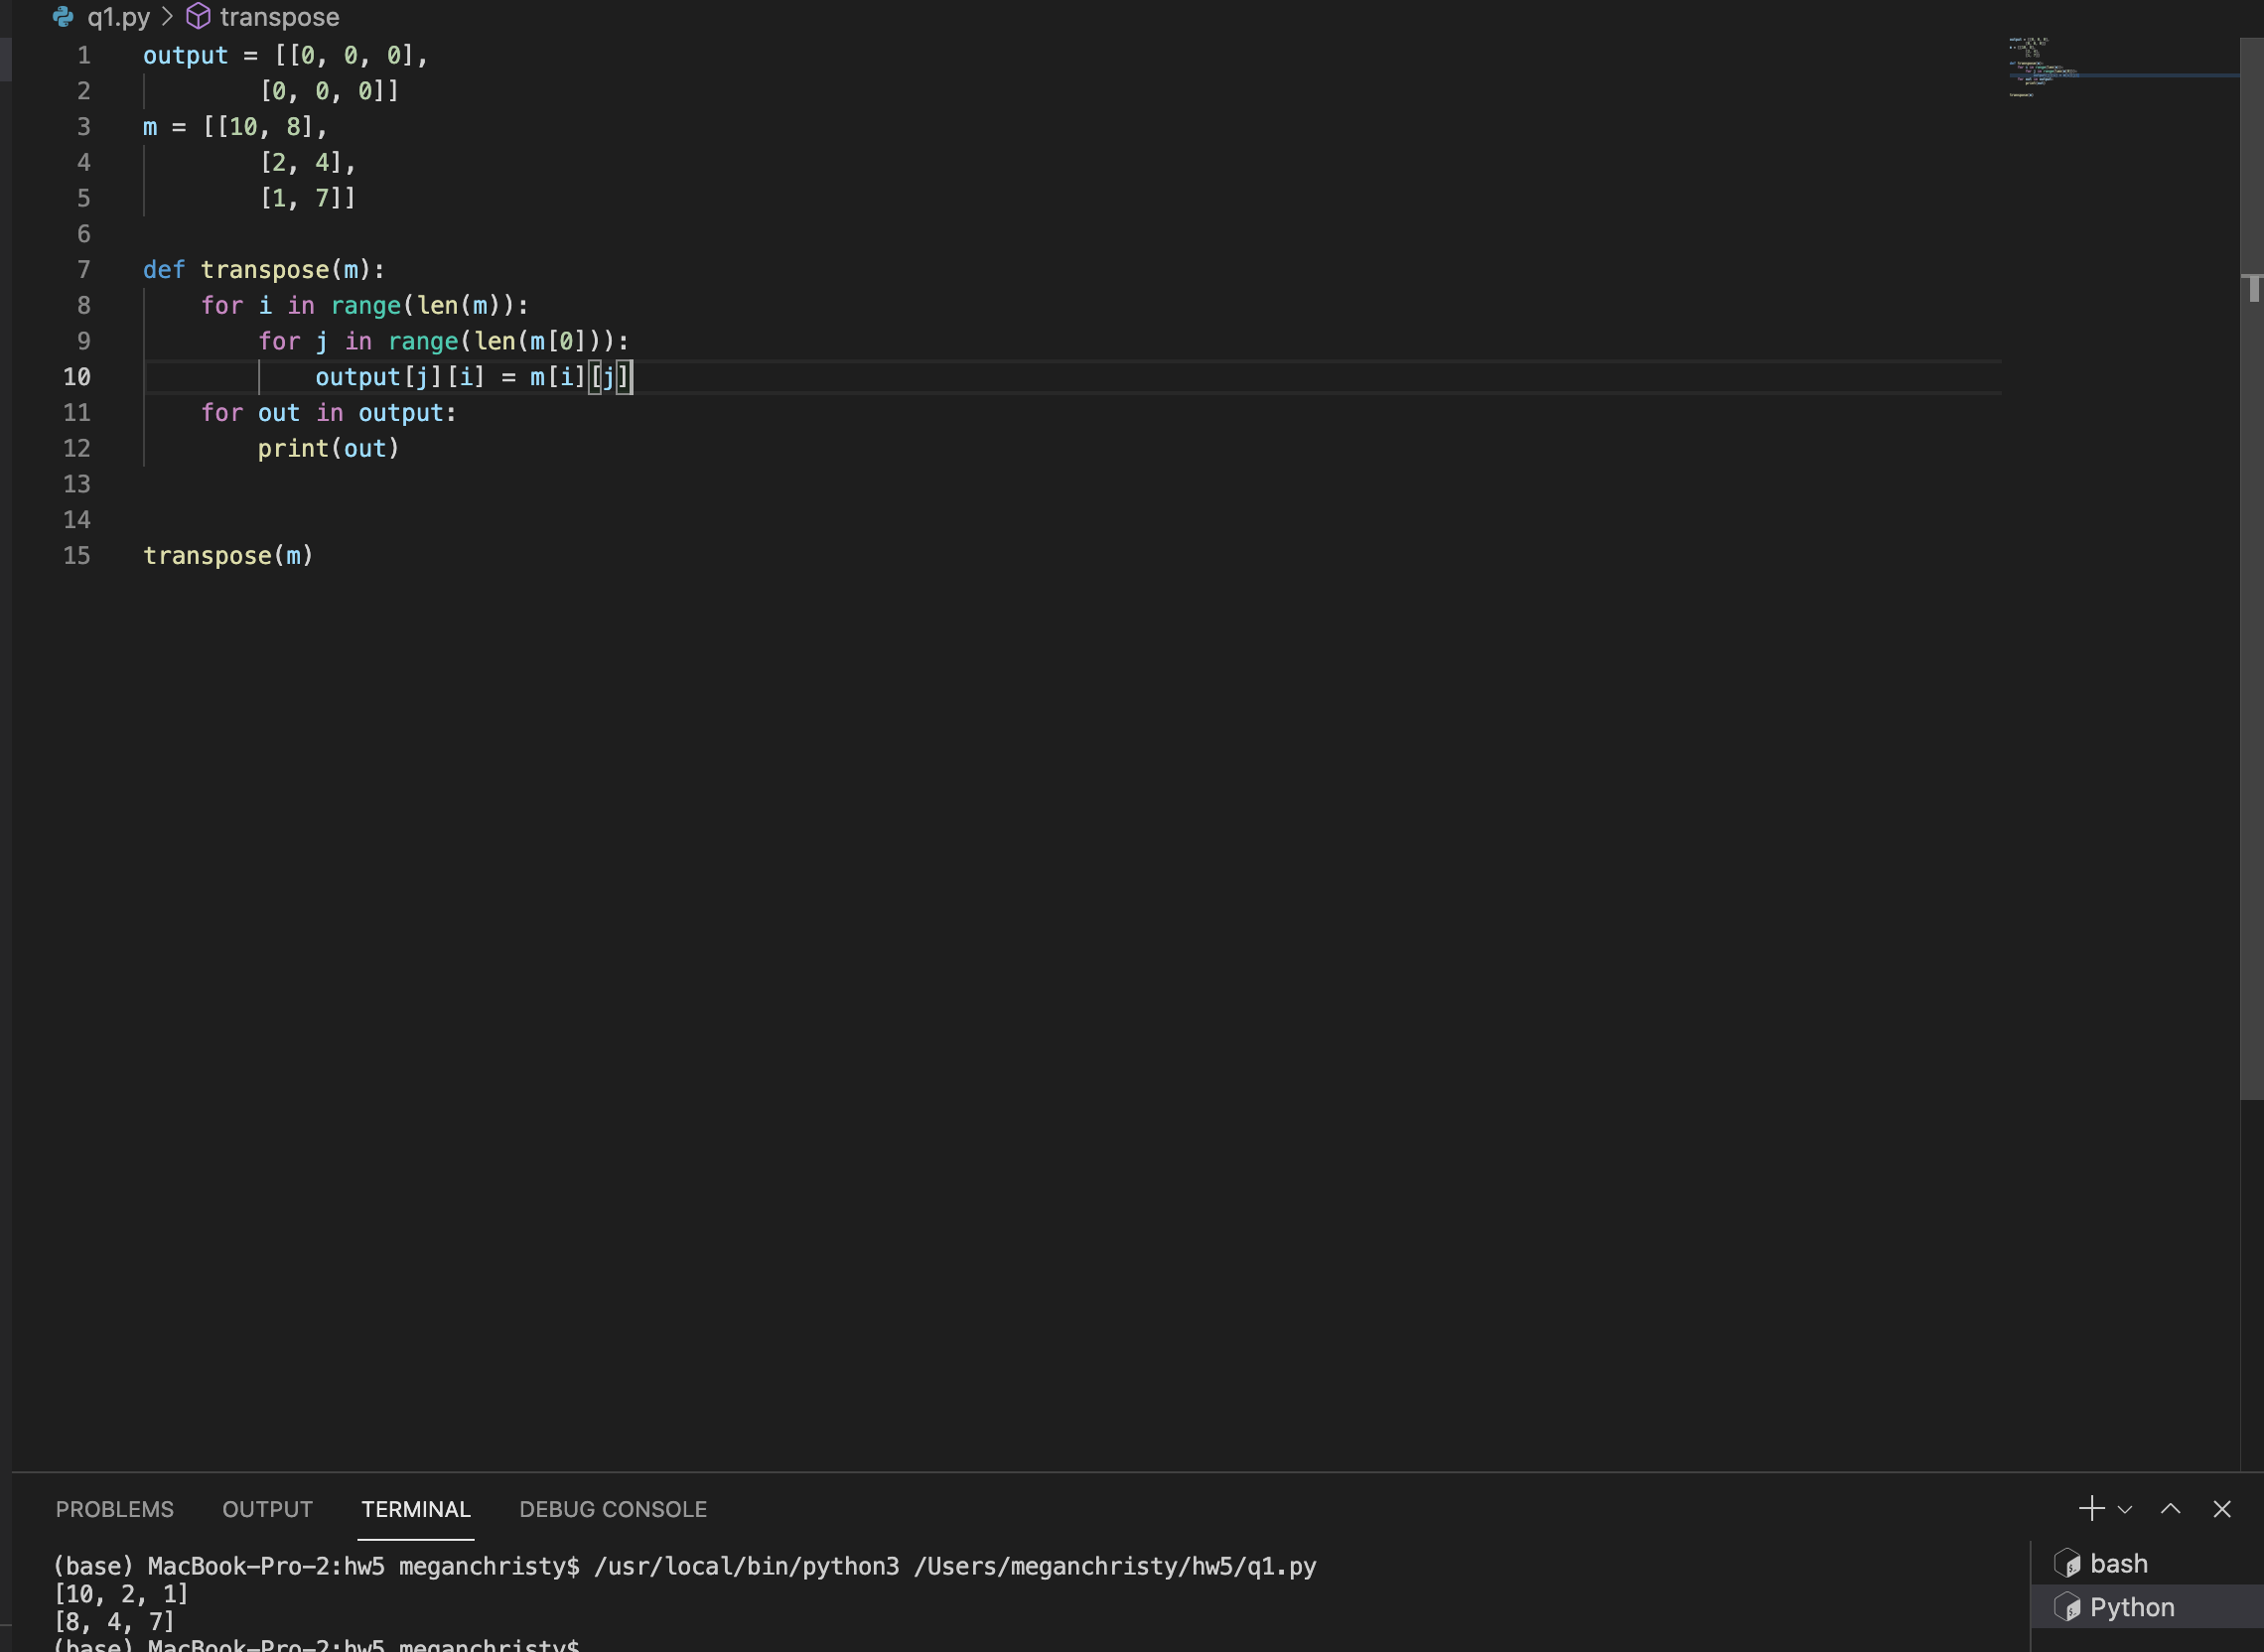 q1.py > transpose
1 output = [[0, 0, 0],
2         [0, 0, 0]]
3 m = [[10, 8],
4         [2, 4],
5         [1, 7]]
6
7 def transpose(m):
8     for i in range(len(m)):
9         for j in range(len(m[0])):
10             output[j][i] = m[i][j]
11     for out in output:
12         print(out)
13
14
15 transpose(m)
PROBLEMS OUTPUT TERMINAL DEBUG CONSOLE
(base) MacBook-Pro-2:hw5 meganchristy$ /usr/local/bin/python3 /Users/meganchristy/hw5/q1.py
[10, 2, 1]
[8, 4, 7]
(base) MacBook-Pro-2:hw5 meganchristy$
bash
Python